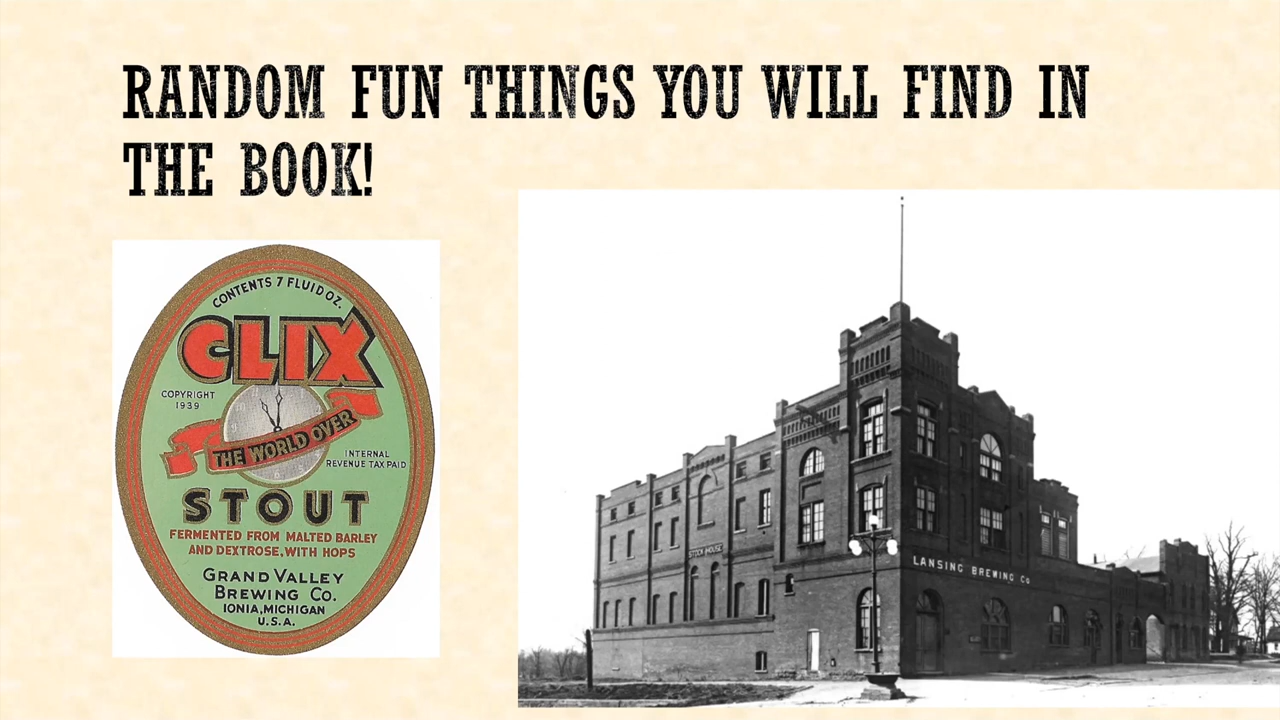 RANDOM FUN THINGS YOU WILL FIND IN
THE BOOK!
CONTENTS 7 FLUID OZ.
CLIX
COPYRIGHT
1939
THE WORLD OVER
INTERNAL
REVENUE TAX PAID
STOUT
FERMENTED FROM MALTED BARLEY
AND DEXTROSE, WITH HOPS
GRAND VALLEY
BREWING CO.
IONIA, MICHIGAN
U.S.A.
STOCK HOUSE
LANSING BREWING CO